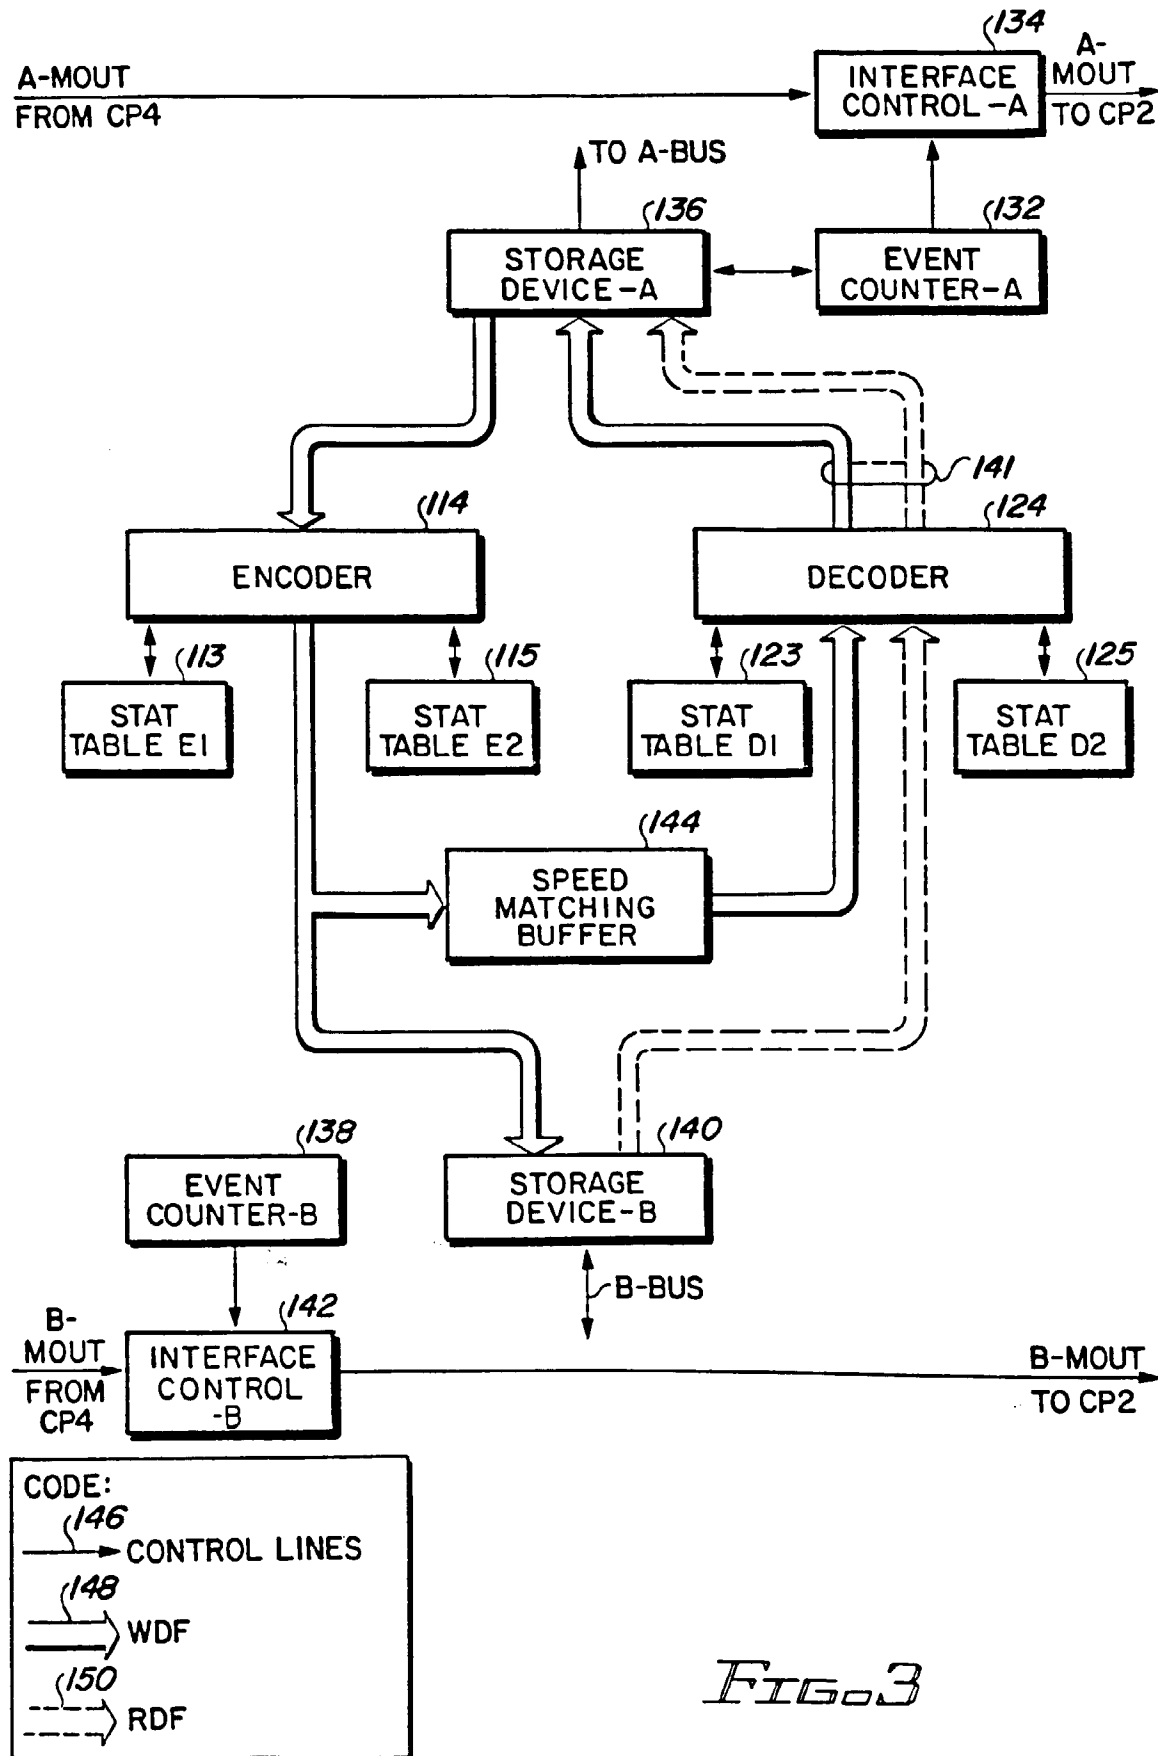 134
A-MOUT
FROM CP4
INTERFACE
CONTROL-A
A-
MOUT
TO CP2
TO A-BUS
136
132
STORAGE
DEVICE-A
EVENT
COUNTER-A
141
114
124
ENCODER
DECODER
113
115
123
125
STAT
TABLE E1
STAT
TABLE E2
STAT
TABLE D1
STAT
TABLE D2
144
SPEED
MATCHING
BUFFER
138
140
EVENT
COUNTER-B
STORAGE
DEVICE-B
B-BUS
142
B-
MOUT
FROM
CP4
INTERFACE
CONTROL
-B
B-MOUT
TO CP2
CODE:
146
CONTROL LINES
148
WDF
150
RDF
FIG. 3